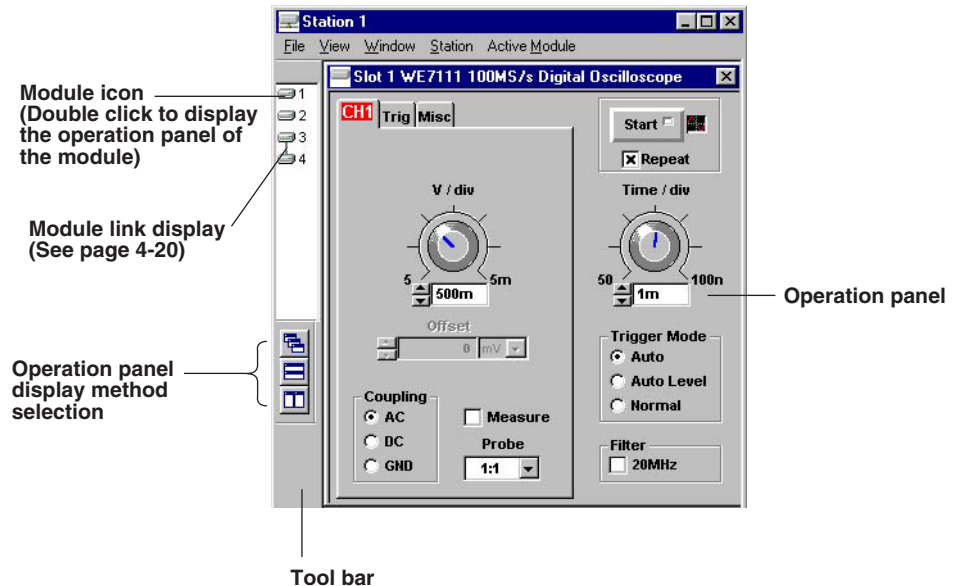 Station 1
File View Window Station Active Module
Slot 1 WE7111 100MS/s Digital Oscilloscope
Module icon
(Double click to display
the operation panel of
the module)
1
2
3
4
Module link display
(See page 4-20)
Operation panel
display method
selection
Tool bar
CH1 Trig Misc
V / div
5 5m
500m
Offset
0 mV
Coupling
AC
DC
GND
Measure
Probe
1:1
Start
Repeat
Time / div
50 100n
1m
Operation panel
Trigger Mode
Auto
Auto Level
Normal
Filter
20MHz